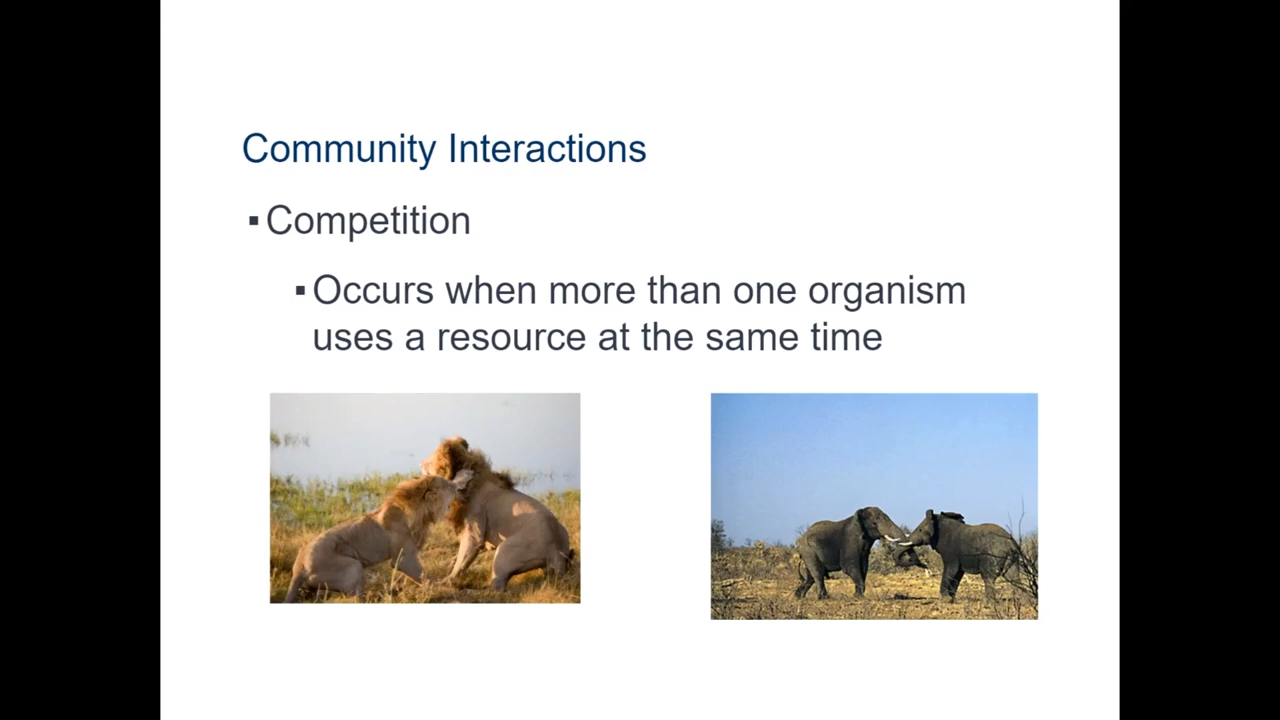 Community Interactions
▪ Competition
▪ Occurs when more than one organism
uses a resource at the same time